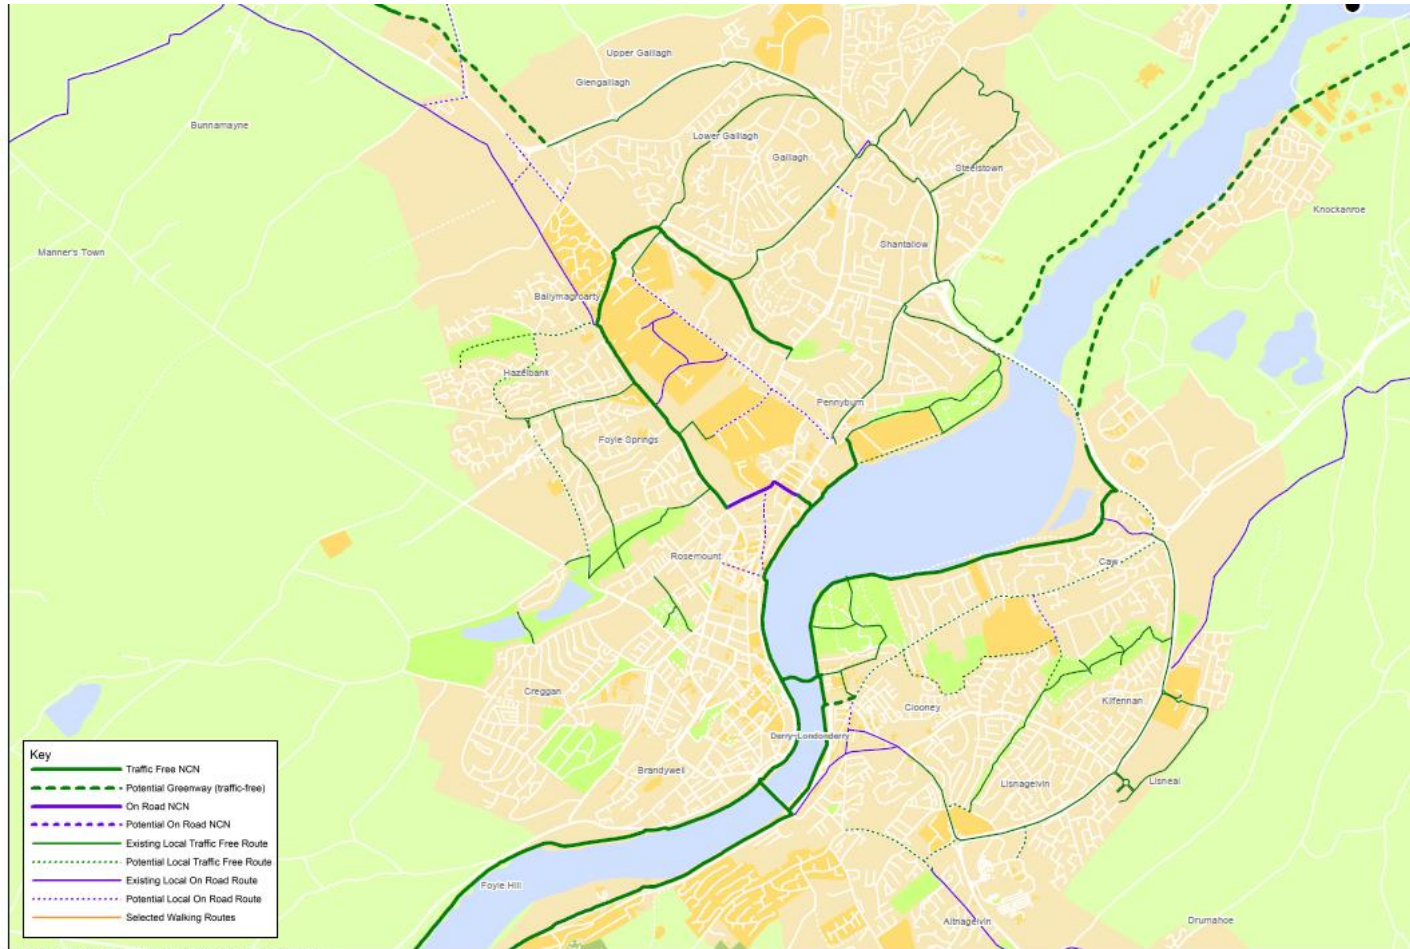 Upper Galliagh
Glengalliagh
Bunnamayne
Lower Galliagh
Galliagh
Steelstown
Knockanroe
Manner's Town
Shantallow
Ballymagroarty
Hazelbank
Pennyburn
Foyle Springs
Rosemount
Caw
Creggan
Clooney
Kilfennan
Derry-Londonderry
Brandywell
Lisnagelvin
Lisneal
Foyle Hill
Altnagelvin
Drumahoe
Key
Traffic Free NCN
Potential Greenway (traffic-free)
On Road NCN
Potential On Road NCN
Existing Local Traffic Free Route
Potential Local Traffic Free Route
Existing Local On Road Route
Potential Local On Road Route
Selected Walking Routes